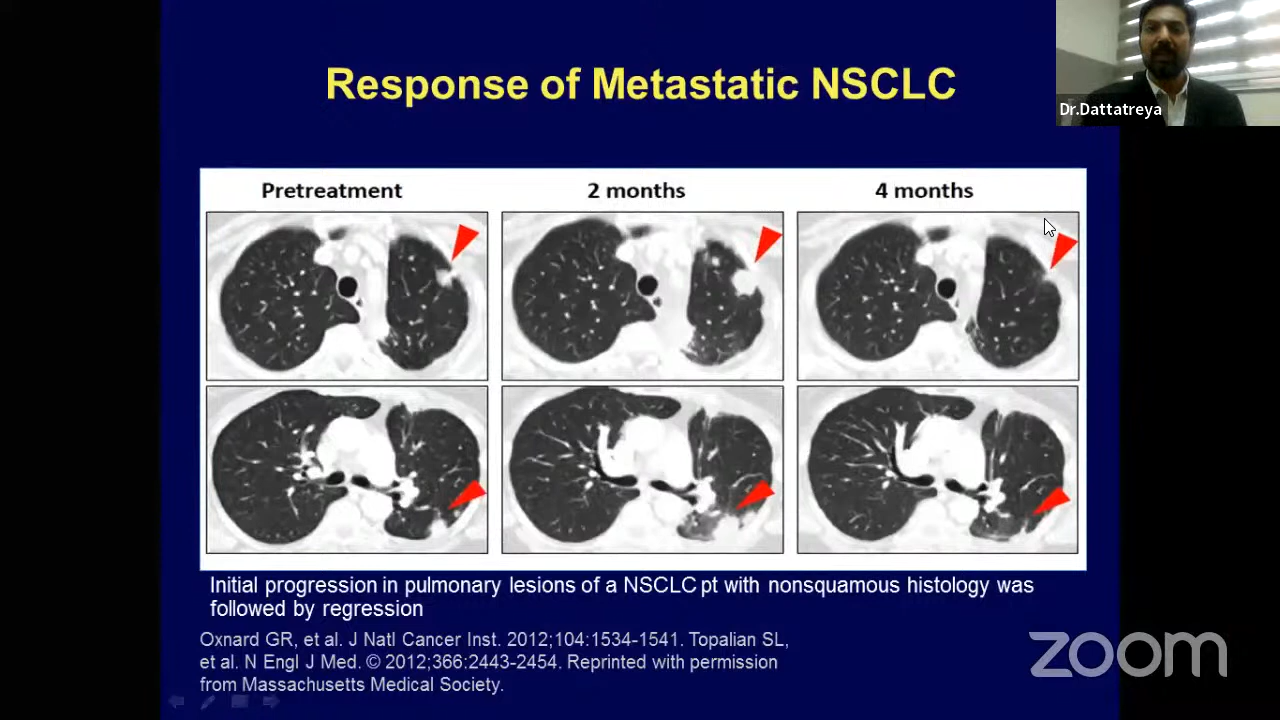 Response of Metastatic NSCLC
Dr.Dattatreya
Pretreatment
2 months
4 months
Initial progression in pulmonary lesions of a NSCLC pt with nonsquamous histology was
followed by regression
Oxnard GR, et al. J Natl Cancer Inst. 2012;104:1534-1541. Topalian SL,
et al. N Engl J Med. © 2012;366:2443-2454. Reprinted with permission
from Massachusetts Medical Society.
zoom